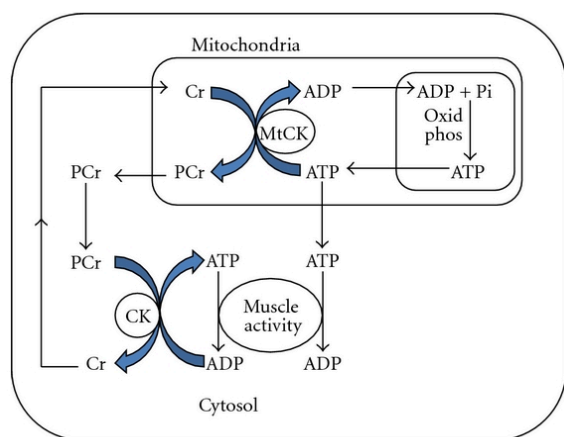 Mitochondria
Cr
ADP
ADP + Pi
Oxid
phos
MtCK
PCr
PCr
ATP
ATP
PCr
ATP
ATP
CK
Muscle
activity
Cr
ADP
ADP
Cytosol